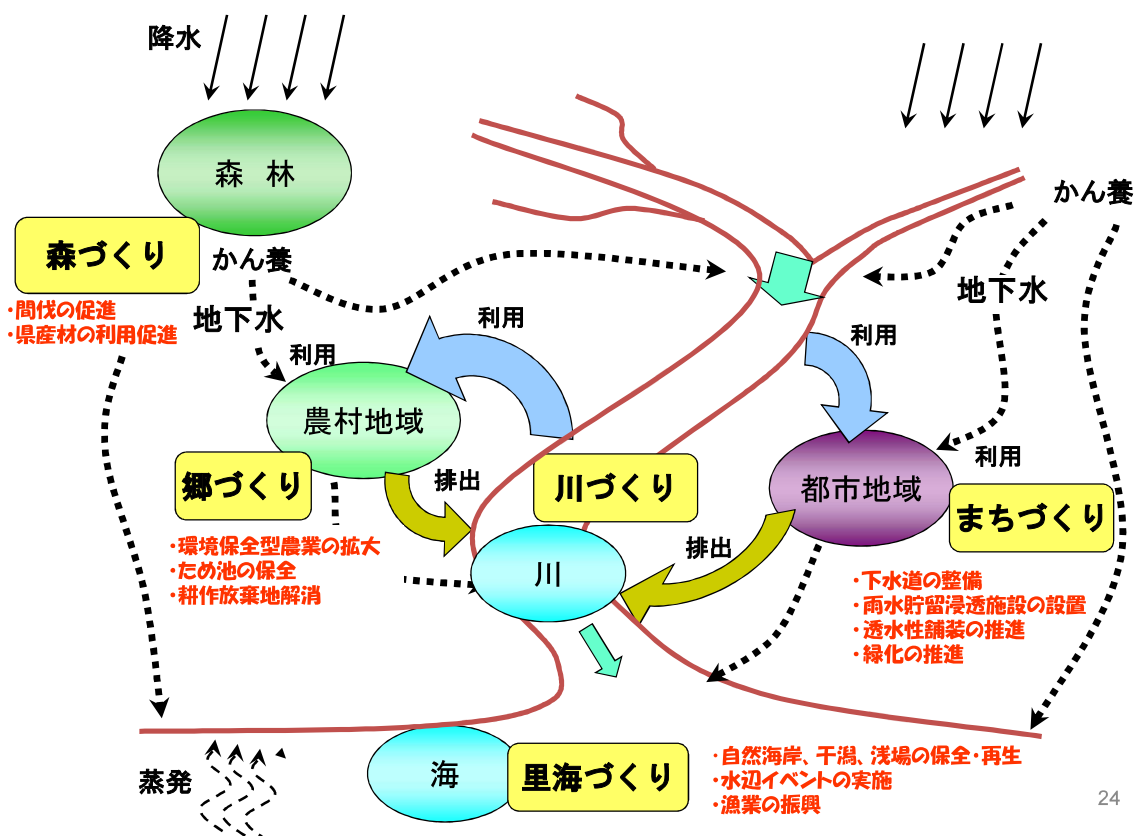 降水
森 林
森づくり
かん養
・間伐の促進
・県産材の利用促進
地下水
利用
利用
かん養
地下水
利用
農村地域
郷づくり
排出
川づくり
都市地域
利用
まちづくり
・環境保全型農業の拡大
・ため池の保全
・耕作放棄地解消
川
排出
・下水道の整備
・雨水貯留浸透施設の設置
・透水性舗装の推進
・緑化の推進
蒸発
海
里海づくり
・自然海岸、干潟、浅場の保全・再生
・水辺イベントの実施
・漁業の振興
24